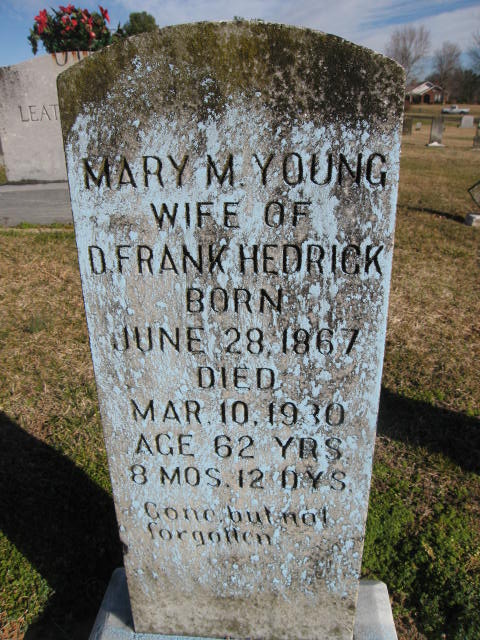 LEAT
MARY M. YOUNG
WIFE OF
D. FRANK HEDRICK
BORN
JUNE 28, 1867
DIED
MAR. 10, 1930
AGE 62 YRS.
8 MOS. 12 DYS.
Gone, but not
forgotten.